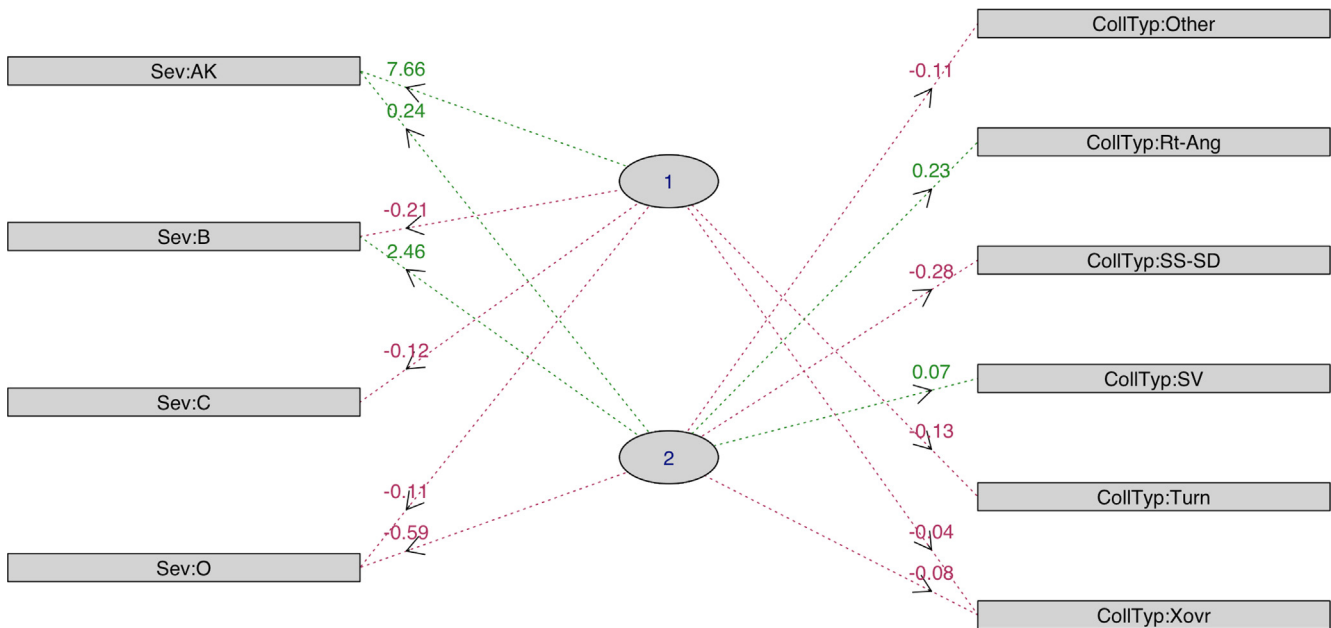 CollTyp:Other
Sev:AK
7.66
-0.11
0.24
CollTyp:Rt-Ang
1
0.23
-0.21
Sev:B
2.46
CollTyp:SS-SD
-0.28
-0.12
0.07
CollTyp:SV
Sev:C
-0.13
2
-0.11
CollTyp:Turn
-0.59
-0.04
Sev:O
-0.08
CollTyp:Xovr